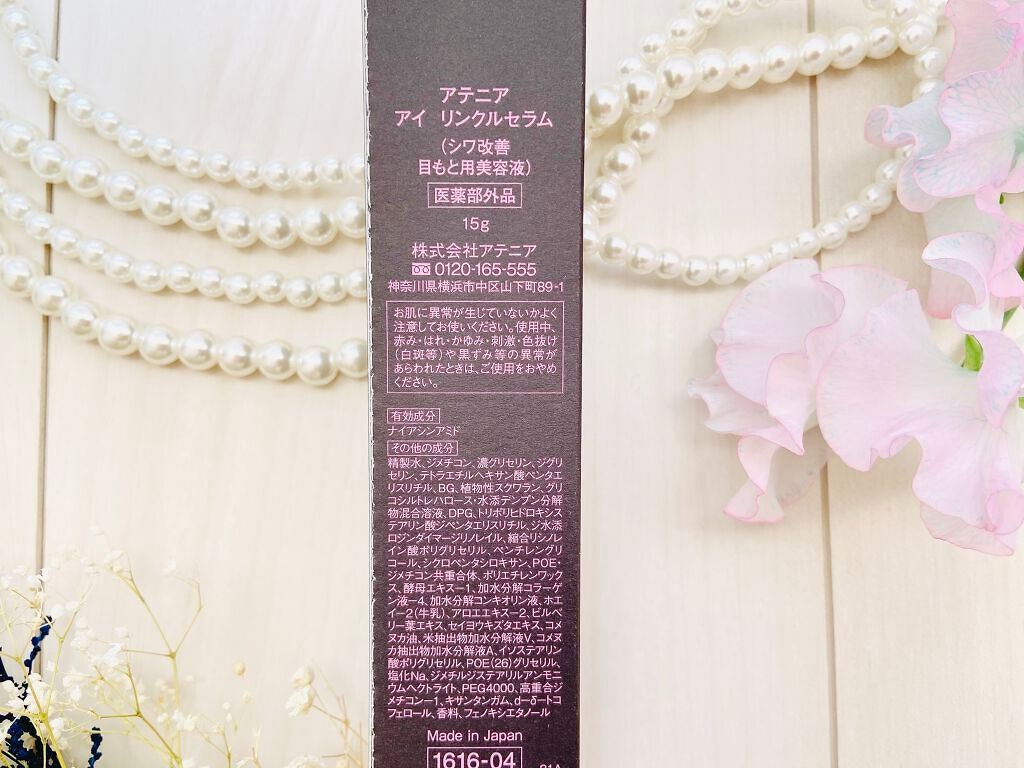 アテニア
アイ リンクルセラム
(シワ改善
目もと用美容液)
医薬部外品
15g
株式会社アテニア
0120-165-555
神奈川県横浜市中区山下町89-1
お肌に異常が生じていないかよく
注意してお使いください。使用中、
赤み・はれ・かゆみ・刺激・色抜け
(白斑等)や黒ずみ等の異常が
あらわれたときは、ご使用をおやめ
ください。
有効成分
ナイアシンアミド
その他の成分
精製水、ジメチコン、濃グリセリン、ジグリ
セリン、テトラエチルヘキサン酸ペンタエ
リスリチル、BG、植物性スクワラン、グリ
コシルトレハロース・水添デンプン分解
物混合溶液、DPG、トリポリヒドロキシス
テアリン酸ジペンタエリスリチル、ジ水添
ロジンダイマージリノレイル、縮合リシノレ
イン酸ポリグリセリル、ペンチレングリ
コール、シクロペンタシロキサン、POE・
ジメチコン共重合体、ポリエチレンワック
ス、酵母エキス-1、加水分解コラーゲ
ン液-4、加水分解コンキオリン液、ホエ
イ-2(牛乳)、アロエエキス-2、ビルベ
リー葉エキス、セイヨウキズタエキス、コメ
ヌカ油、米抽出物加水分解液V、コメヌ
カ抽出物加水分解液A、イソステアリン
酸ポリグリセリル、POE(26)グリセリル、
塩化Na、ジメチルジステアリルアンモニ
ウムヘクトライト、PEG4000、高重合ジ
メチコン-1、キサンタンガム、d-δ-トコ
フェロール、香料、フェノキシエタノール
Made in Japan
1616-04